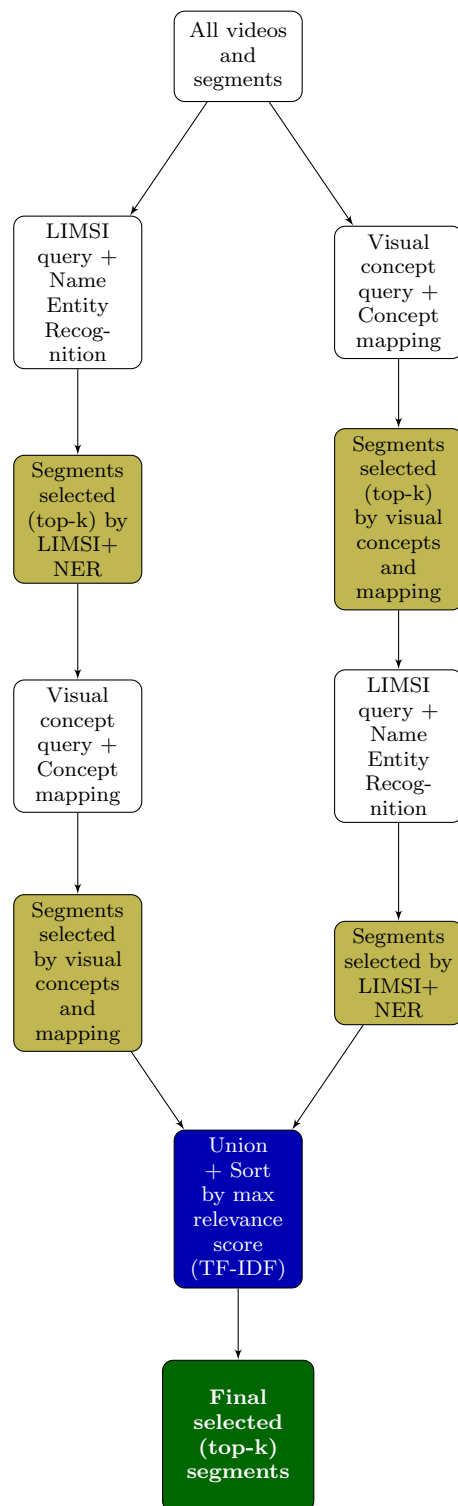 All videos
and
segments
LIMSI
query +
Name
Entity
Recog-
nition
Visual
concept
query +
Concept
mapping
Segments
selected
(top-k) by
LIMSI+
NER
Segments
selected
(top-k)
by visual
concepts
and
mapping
Visual
concept
query +
Concept
mapping
LIMSI
query +
Name
Entity
Recog-
nition
Segments
selected
by visual
concepts
and
mapping
Segments
selected by
LIMSI+
NER
Union
+ Sort
by max
relevance
score
(TF-IDF)
Final
selected
(top-k)
segments